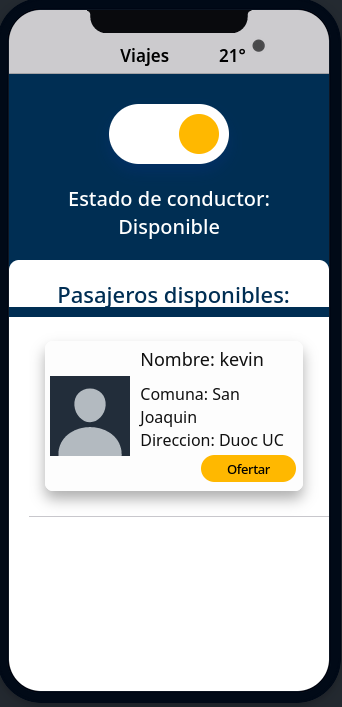 Viajes 21°
Estado de conductor:
Disponible
Pasajeros disponibles:
Nombre: kevin
Comuna: San
Joaquin
Direccion: Duoc UC
Ofertar